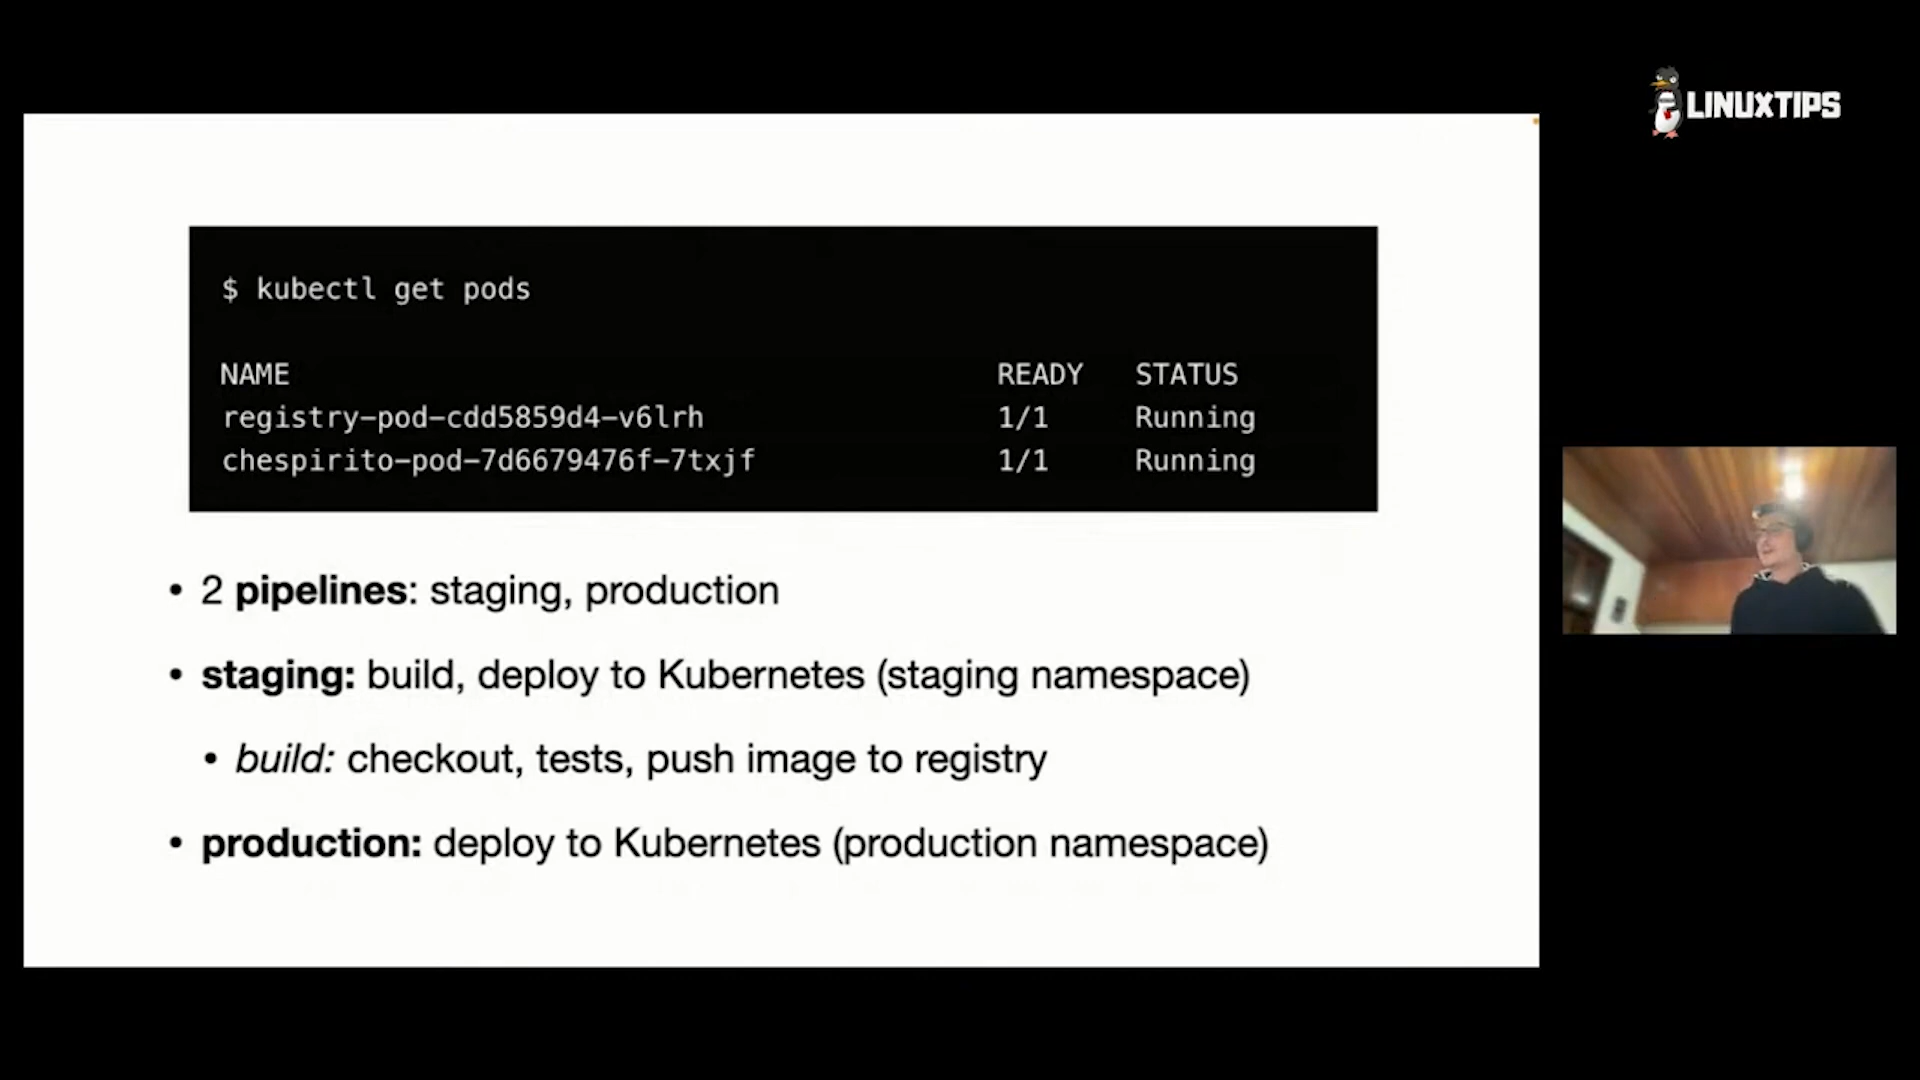 LINUXTIPS
$ kubectl get pods
NAME READY STATUS
registry-pod-cdd5859d4-v6lrh 1/1 Running
chespirito-pod-7d6679476f-7txjf 1/1 Running
• 2 pipelines: staging, production
• staging: build, deploy to Kubernetes (staging namespace)
• build: checkout, tests, push image to registry
• production: deploy to Kubernetes (production namespace)